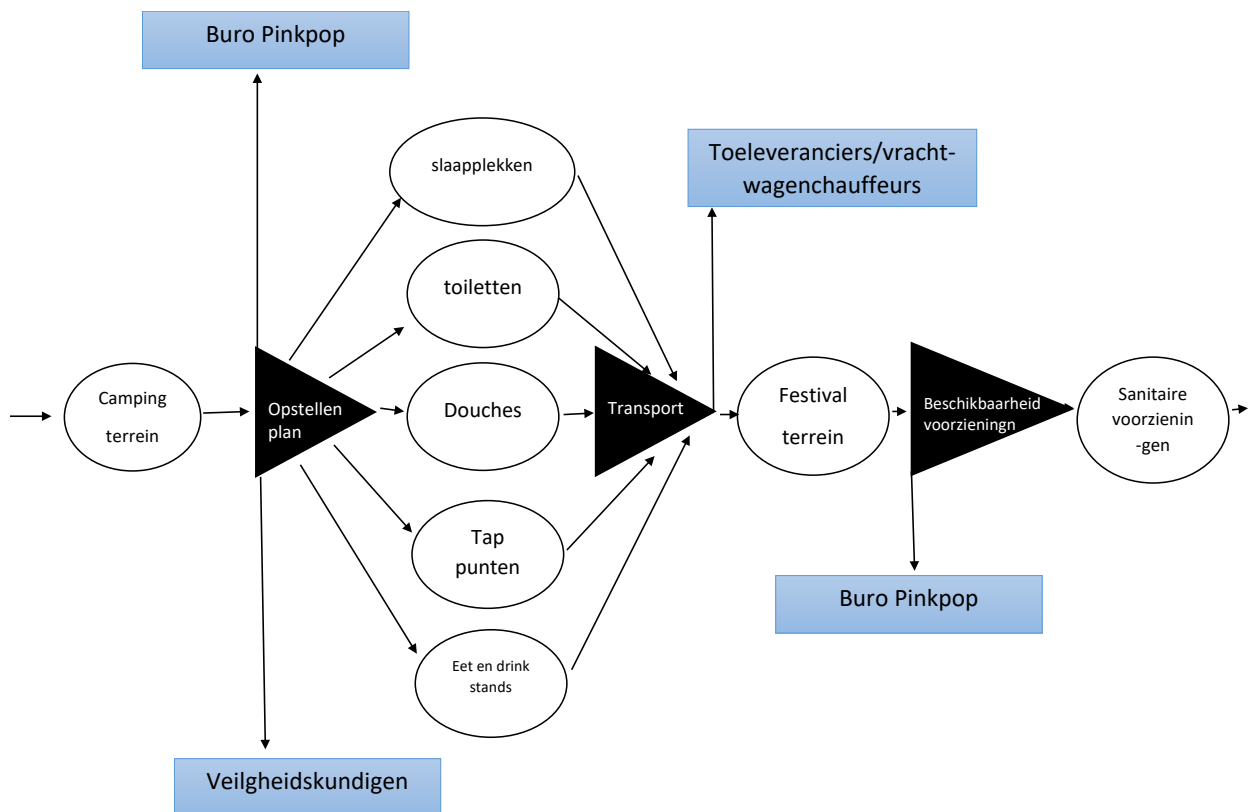 Buro Pinkpop
slaapplekken
Toeleveranciers/vracht-
wagenchauffeurs
toiletten
Camping
terrein
Opstellen
plan
Douches
Transport
Festival
terrein
Beschikbaarheid
voorzieningn
Sanitaire
voorzienin
-gen
Tap
punten
Buro Pinkpop
Eet en drink
stands
Veilgheidskundigen